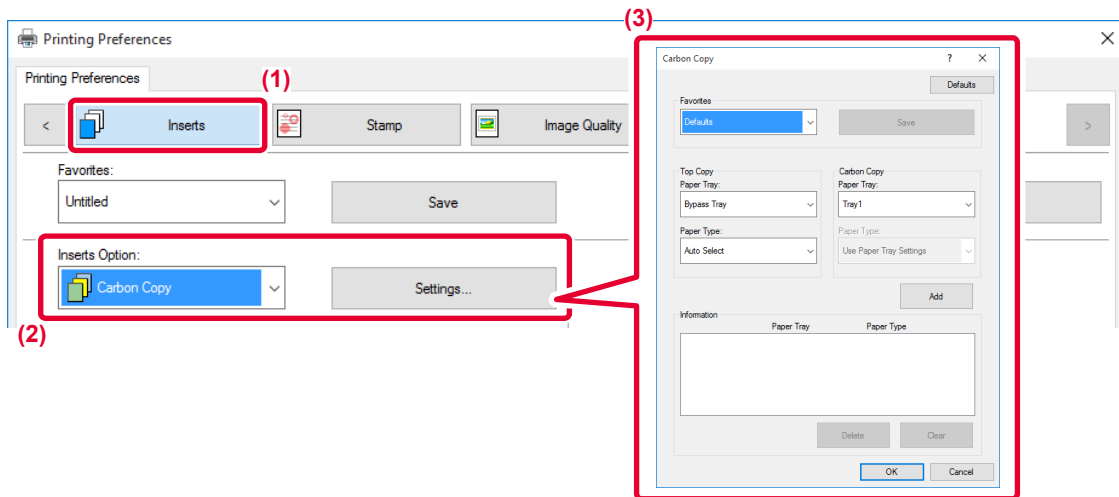 (3)
Printing Preferences
Printing Preferences
(1)
< Inserts Stamp Image Quality >
Favorites:
Untitled Save
Inserts Option:
Carbon Copy Settings...
(2)
Carbon Copy ?
Defaults
Favorites
Defaults Save
Top Copy Carbon Copy
Paper Tray: Paper Tray:
Bypass Tray Tray1
Paper Type: Paper Type:
Auto Select Use Paper Tray Settings
Add
Information
Paper Tray Paper Type
Delete Clear
OK Cancel